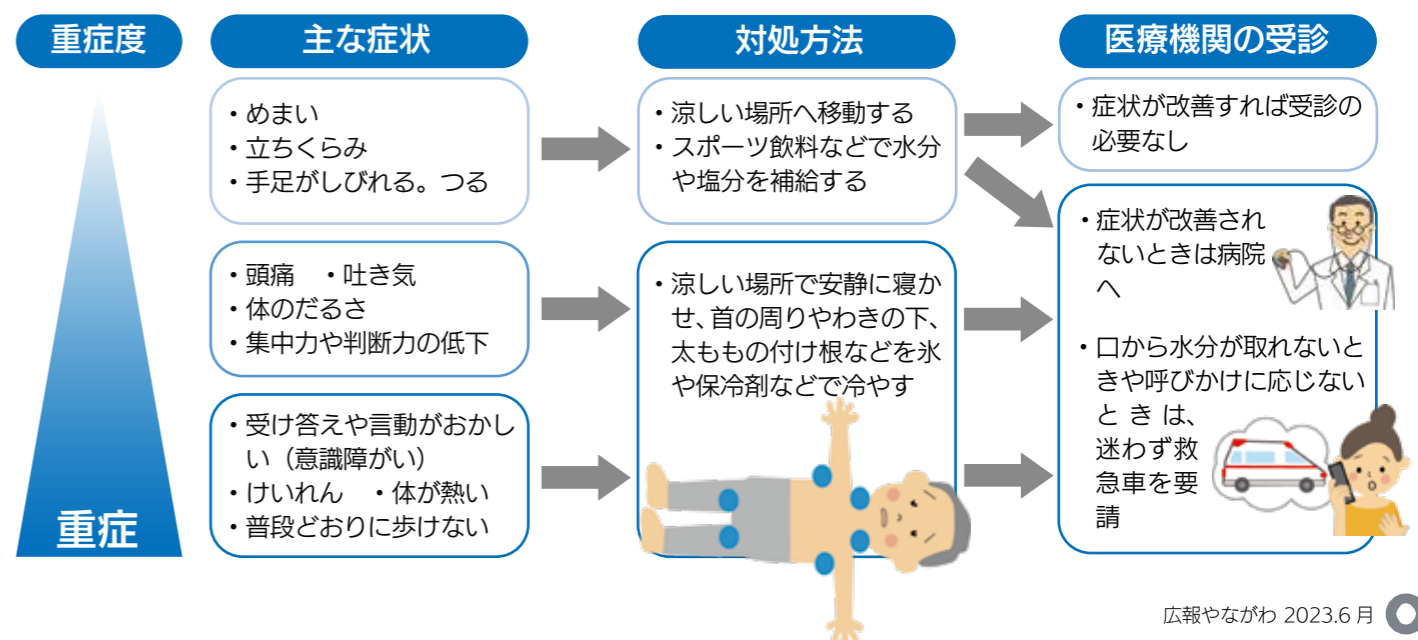 重症度
主な症状
対処方法
医療機関の受診
・めまい
・立ちくらみ
・手足がしびれる。つる
・涼しい場所へ移動する
・スポーツ飲料などで水分
や塩分を補給する
・症状が改善すれば受診の
必要なし
・頭痛　・吐き気
・体のだるさ
・集中力や判断力の低下
・涼しい場所で安静に寝か
せ、首の周りやわきの下、
太ももの付け根などを氷
や保冷剤などで冷やす
・症状が改善され
ないときは病院
へ
・口から水分が取れないと
きや呼びかけに応じない
ときは、
迷わず救
急車を要
請
・受け答えや言動がおかし
い（意識障がい）
・けいれん　・体が熱い
・普段どおりに歩けない
重症
広報やながわ 2023.6 月